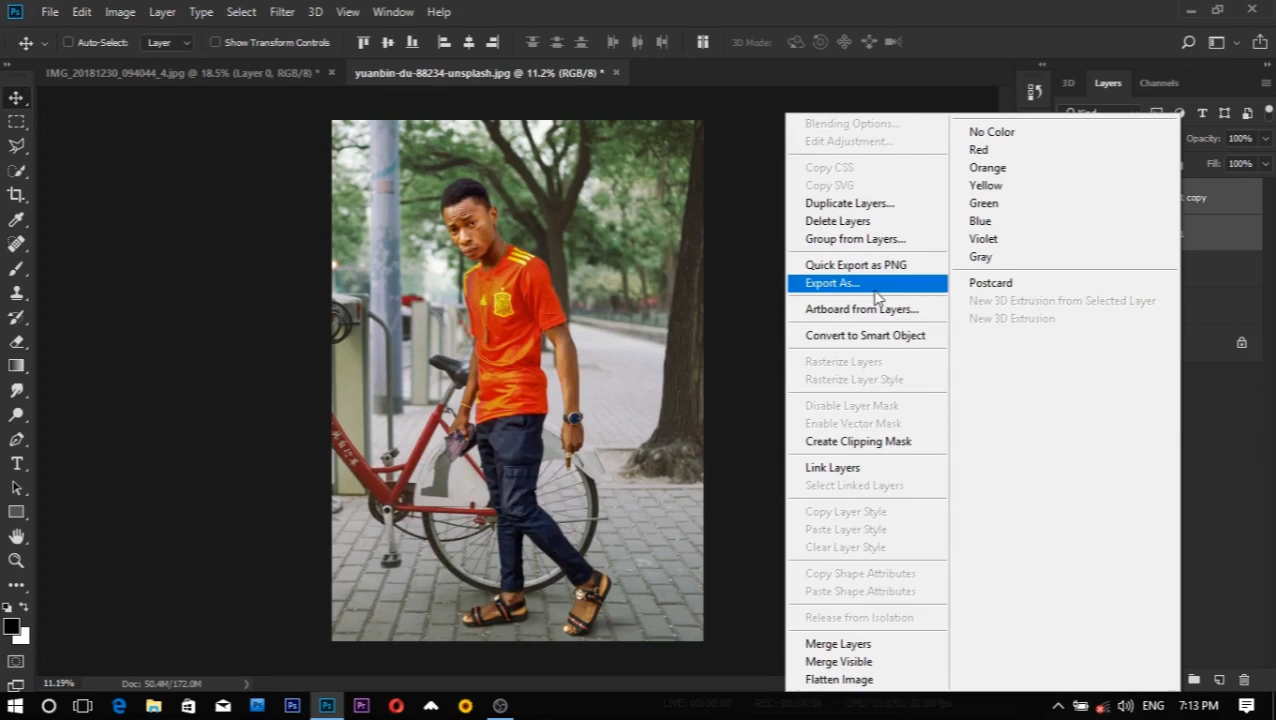 Ps File Edit Image Layer Type Select Filter 3D View Window Help
Auto-Select: Layer Show Transform Controls 3D Mode:
IMG_20181230_094044_4.jpg @ 18.5% (Layer 0, RGB/8) * × yuanbin-du-88234-unsplash.jpg @ 11.2% (RGB/8) * ×
3D Layers Channels
Kind
Opacity: 100%
Fill: 100%
copy
Blending Options...
Edit Adjustment...
Copy CSS
Copy SVG
Duplicate Layers...
Delete Layers
Group from Layers...
Quick Export as PNG
Export As...
Artboard from Layers...
Convert to Smart Object
Rasterize Layers
Rasterize Layer Style
Disable Layer Mask
Enable Vector Mask
Create Clipping Mask
Link Layers
Select Linked Layers
Copy Layer Style
Paste Layer Style
Clear Layer Style
Copy Shape Attributes
Paste Shape Attributes
Release from Isolation
Merge Layers
Merge Visible
Flatten Image
No Color
Red
Orange
Yellow
Green
Blue
Violet
Gray
Postcard
New 3D Extrusion from Selected Layer
New 3D Extrusion
11.19% Doc: 50.4M/172.0M
Ps Ps Pr ENG 7:13 PM